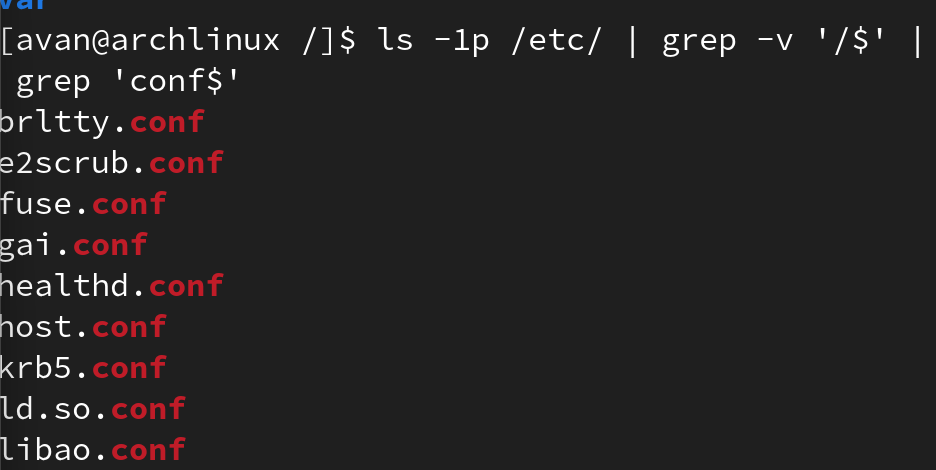 var
[avan@archlinux /]$ ls -1p /etc/ | grep -v '/$' |
 grep 'conf$'
brltty.conf
e2scrub.conf
fuse.conf
gai.conf
healthd.conf
host.conf
krb5.conf
ld.so.conf
libao.conf